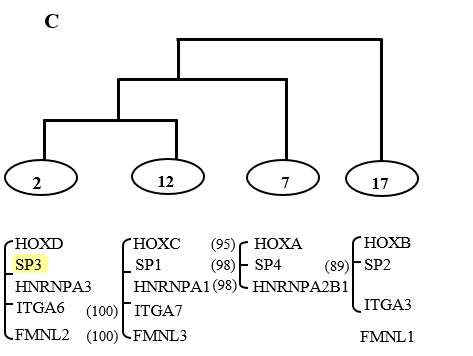 C
2 12 7 17
HOXD HOXC (95) HOXA HOXB
SP3 SP1 (98) SP4 (89) SP2
HNRNPA3 HNRNPA1 (98) HNRNPA2B1
ITGA6 (100) ITGA7 ITGA3
FMNL2 (100) FMNL3 FMNL1